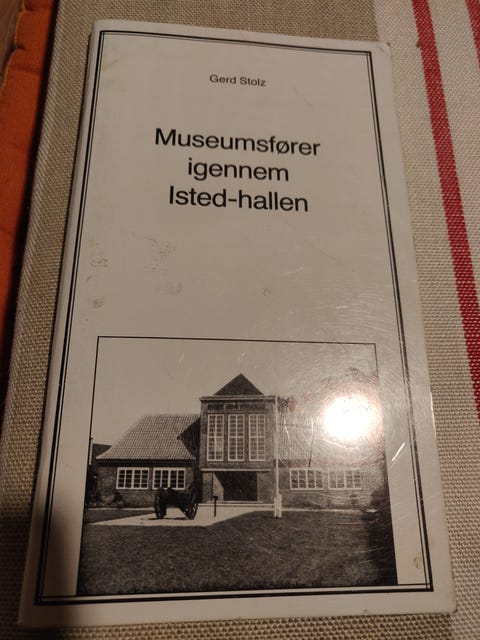 Gerd Stolz
Museumsfører
igennem
Isted-hallen